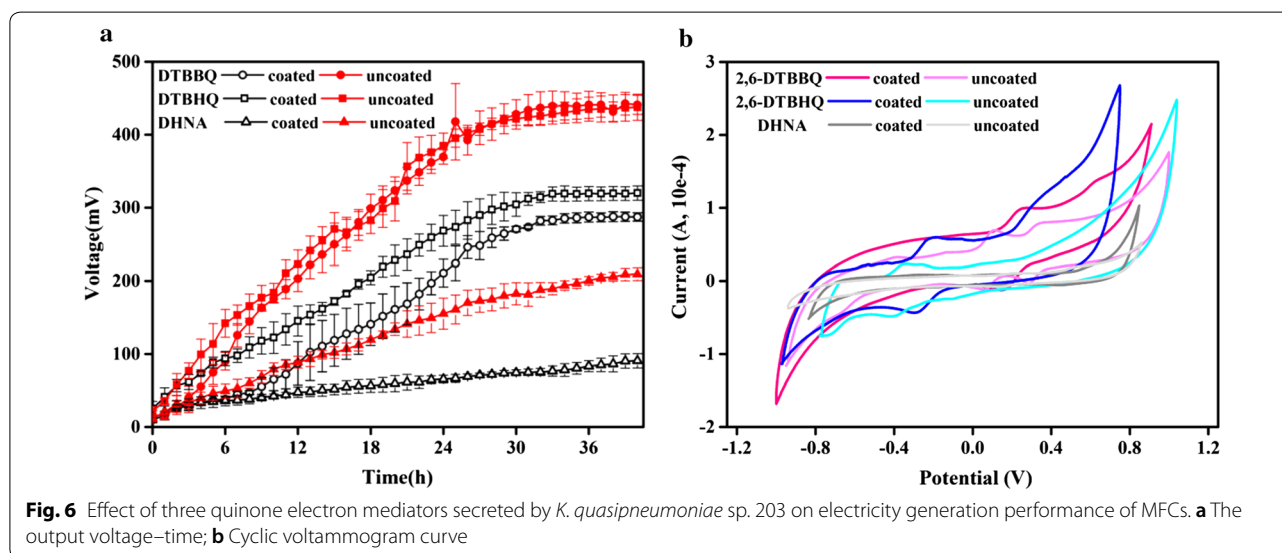 a
500
400
300
200
100
0
Voltage(mV)
DTBBQ coated uncoated
DTBHQ coated uncoated
DHNA coated uncoated
0 6 12 18 24 30 36
Time(h)
b
3
2
1
0
-1
-2
Current (A, 10e-4)
2,6-DTBBQ coated uncoated
2,6-DTBHQ coated uncoated
DHNA coated uncoated
-1.2 -0.8 -0.4 0.0 0.4 0.8 1.2
Potential (V)
Fig. 6 Effect of three quinone electron mediators secreted by K. quasipneumoniae sp. 203 on electricity generation performance of MFCs. a The
output voltage–time; b Cyclic voltammogram curve